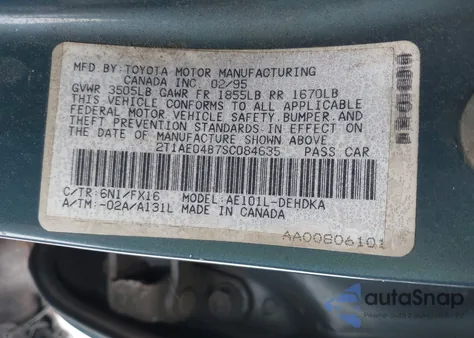 MFD. BY: TOYOTA MOTOR MANUFACTURING
CANADA INC 02/95
GVWR 3505LB GAWR FR 1855LB RR 1670LB
THIS VEHICLE CONFORMS TO ALL APPLICABLE
FEDERAL MOTOR VEHICLE SAFETY, BUMPER, AND
THEFT PREVENTION STANDARDS IN EFFECT ON
THE DATE OF MANUFACTURE SHOWN ABOVE.
2T1AE04B7SC084635 PASS CAR
C/TR: 6N1/FX16 MODEL: AE101L-DEHDKA
A/TM: -02A/A131L MADE IN CANADA
AA00806101
autoSnap